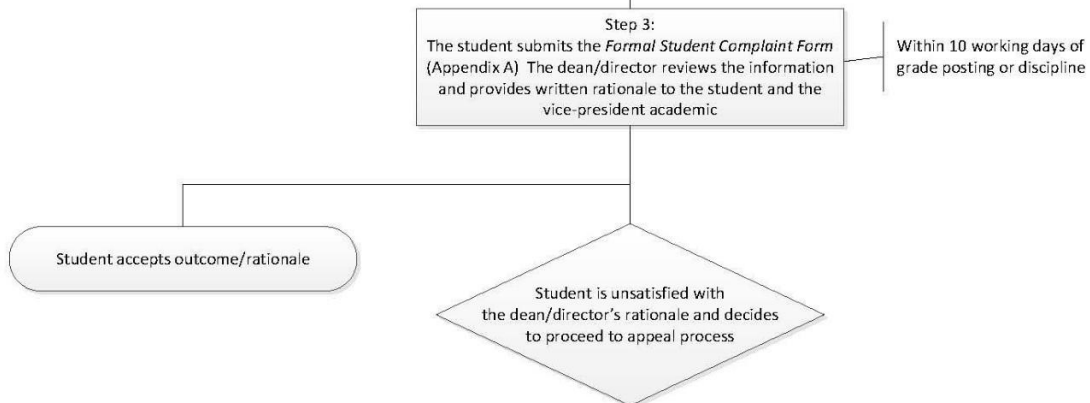 Step 3:
The student submits the Formal Student Complaint Form
(Appendix A) The dean/director reviews the information
and provides written rationale to the student and the
vice-president academic
Within 10 working days of
grade posting or discipline
Student accepts outcome/rationale
Student is unsatisfied with
the dean/director's rationale and decides
to proceed to appeal process